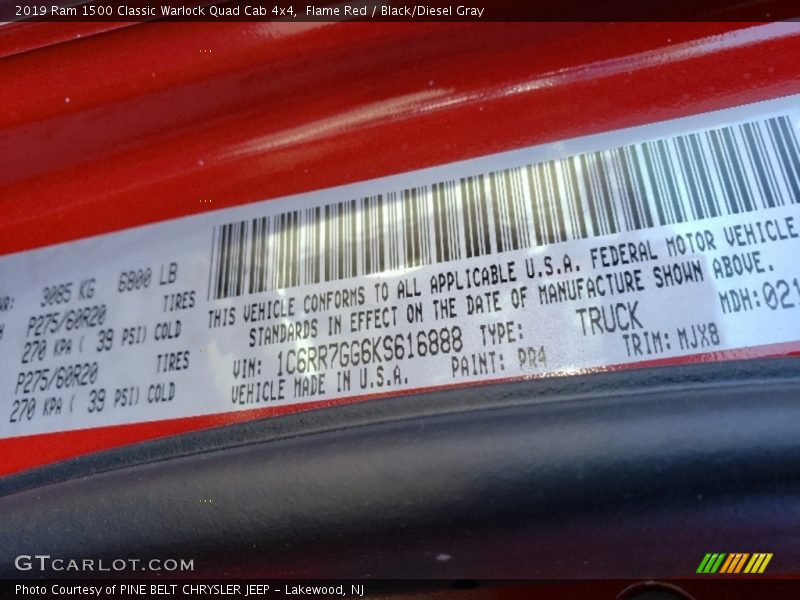 2019 Ram 1500 Classic Warlock Quad Cab 4x4, Flame Red / Black/Diesel Gray
3085 KG 6800 LB
P275/60R20 TIRES
270 KPA ( 39 PSI) COLD
P275/60R20 TIRES
270 KPA ( 39 PSI) COLD
THIS VEHICLE CONFORMS TO ALL APPLICABLE U.S.A. FEDERAL MOTOR VEHICLE
STANDARDS IN EFFECT ON THE DATE OF MANUFACTURE SHOWN ABOVE.
VIN: 1C6RR7GG6KS616888 TYPE: TRUCK MDH: 021
VEHICLE MADE IN U.S.A. PAINT: PR4 TRIM: MJX8
GTCARLOT.COM
Photo Courtesy of PINE BELT CHRYSLER JEEP - Lakewood, NJ